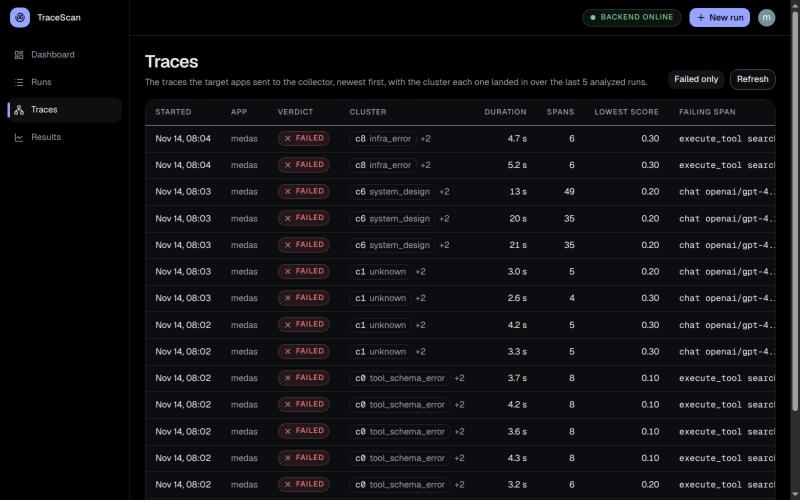 TraceScan
BACKEND ONLINE
+ New run
m
Dashboard
Runs
Traces
Results
Traces
The traces the target apps sent to the collector, newest first, with the cluster each one landed in over the last 5 analyzed runs.
Failed only
Refresh
STARTED APP VERDICT CLUSTER DURATION SPANS LOWEST SCORE FAILING SPAN
Nov 14, 08:04 medas × FAILED c8 infra_error +2 4.7 s 6 0.30 execute_tool searc
Nov 14, 08:04 medas × FAILED c8 infra_error +2 5.2 s 6 0.30 execute_tool searc
Nov 14, 08:03 medas × FAILED c6 system_design +2 13 s 49 0.20 chat openai/gpt-4.
Nov 14, 08:03 medas × FAILED c6 system_design +2 20 s 35 0.20 chat openai/gpt-4.
Nov 14, 08:03 medas × FAILED c6 system_design +2 21 s 35 0.20 chat openai/gpt-4.
Nov 14, 08:03 medas × FAILED c1 unknown +2 3.0 s 5 0.20 chat openai/gpt-4.
Nov 14, 08:03 medas × FAILED c1 unknown +2 2.6 s 4 0.30 chat openai/gpt-4.
Nov 14, 08:02 medas × FAILED c1 unknown +2 4.2 s 5 0.30 chat openai/gpt-4.
Nov 14, 08:02 medas × FAILED c1 unknown +2 3.3 s 5 0.30 chat openai/gpt-4.
Nov 14, 08:02 medas × FAILED c0 tool_schema_error +2 3.7 s 8 0.10 execute_tool searc
Nov 14, 08:02 medas × FAILED c0 tool_schema_error +2 4.2 s 8 0.10 execute_tool searc
Nov 14, 08:02 medas × FAILED c0 tool_schema_error +2 3.6 s 8 0.10 execute_tool searc
Nov 14, 08:02 medas × FAILED c0 tool_schema_error +2 4.3 s 8 0.10 execute_tool searc
Nov 14, 08:02 medas × FAILED c0 tool_schema_error +2 3.2 s 6 0.20 execute_tool searc